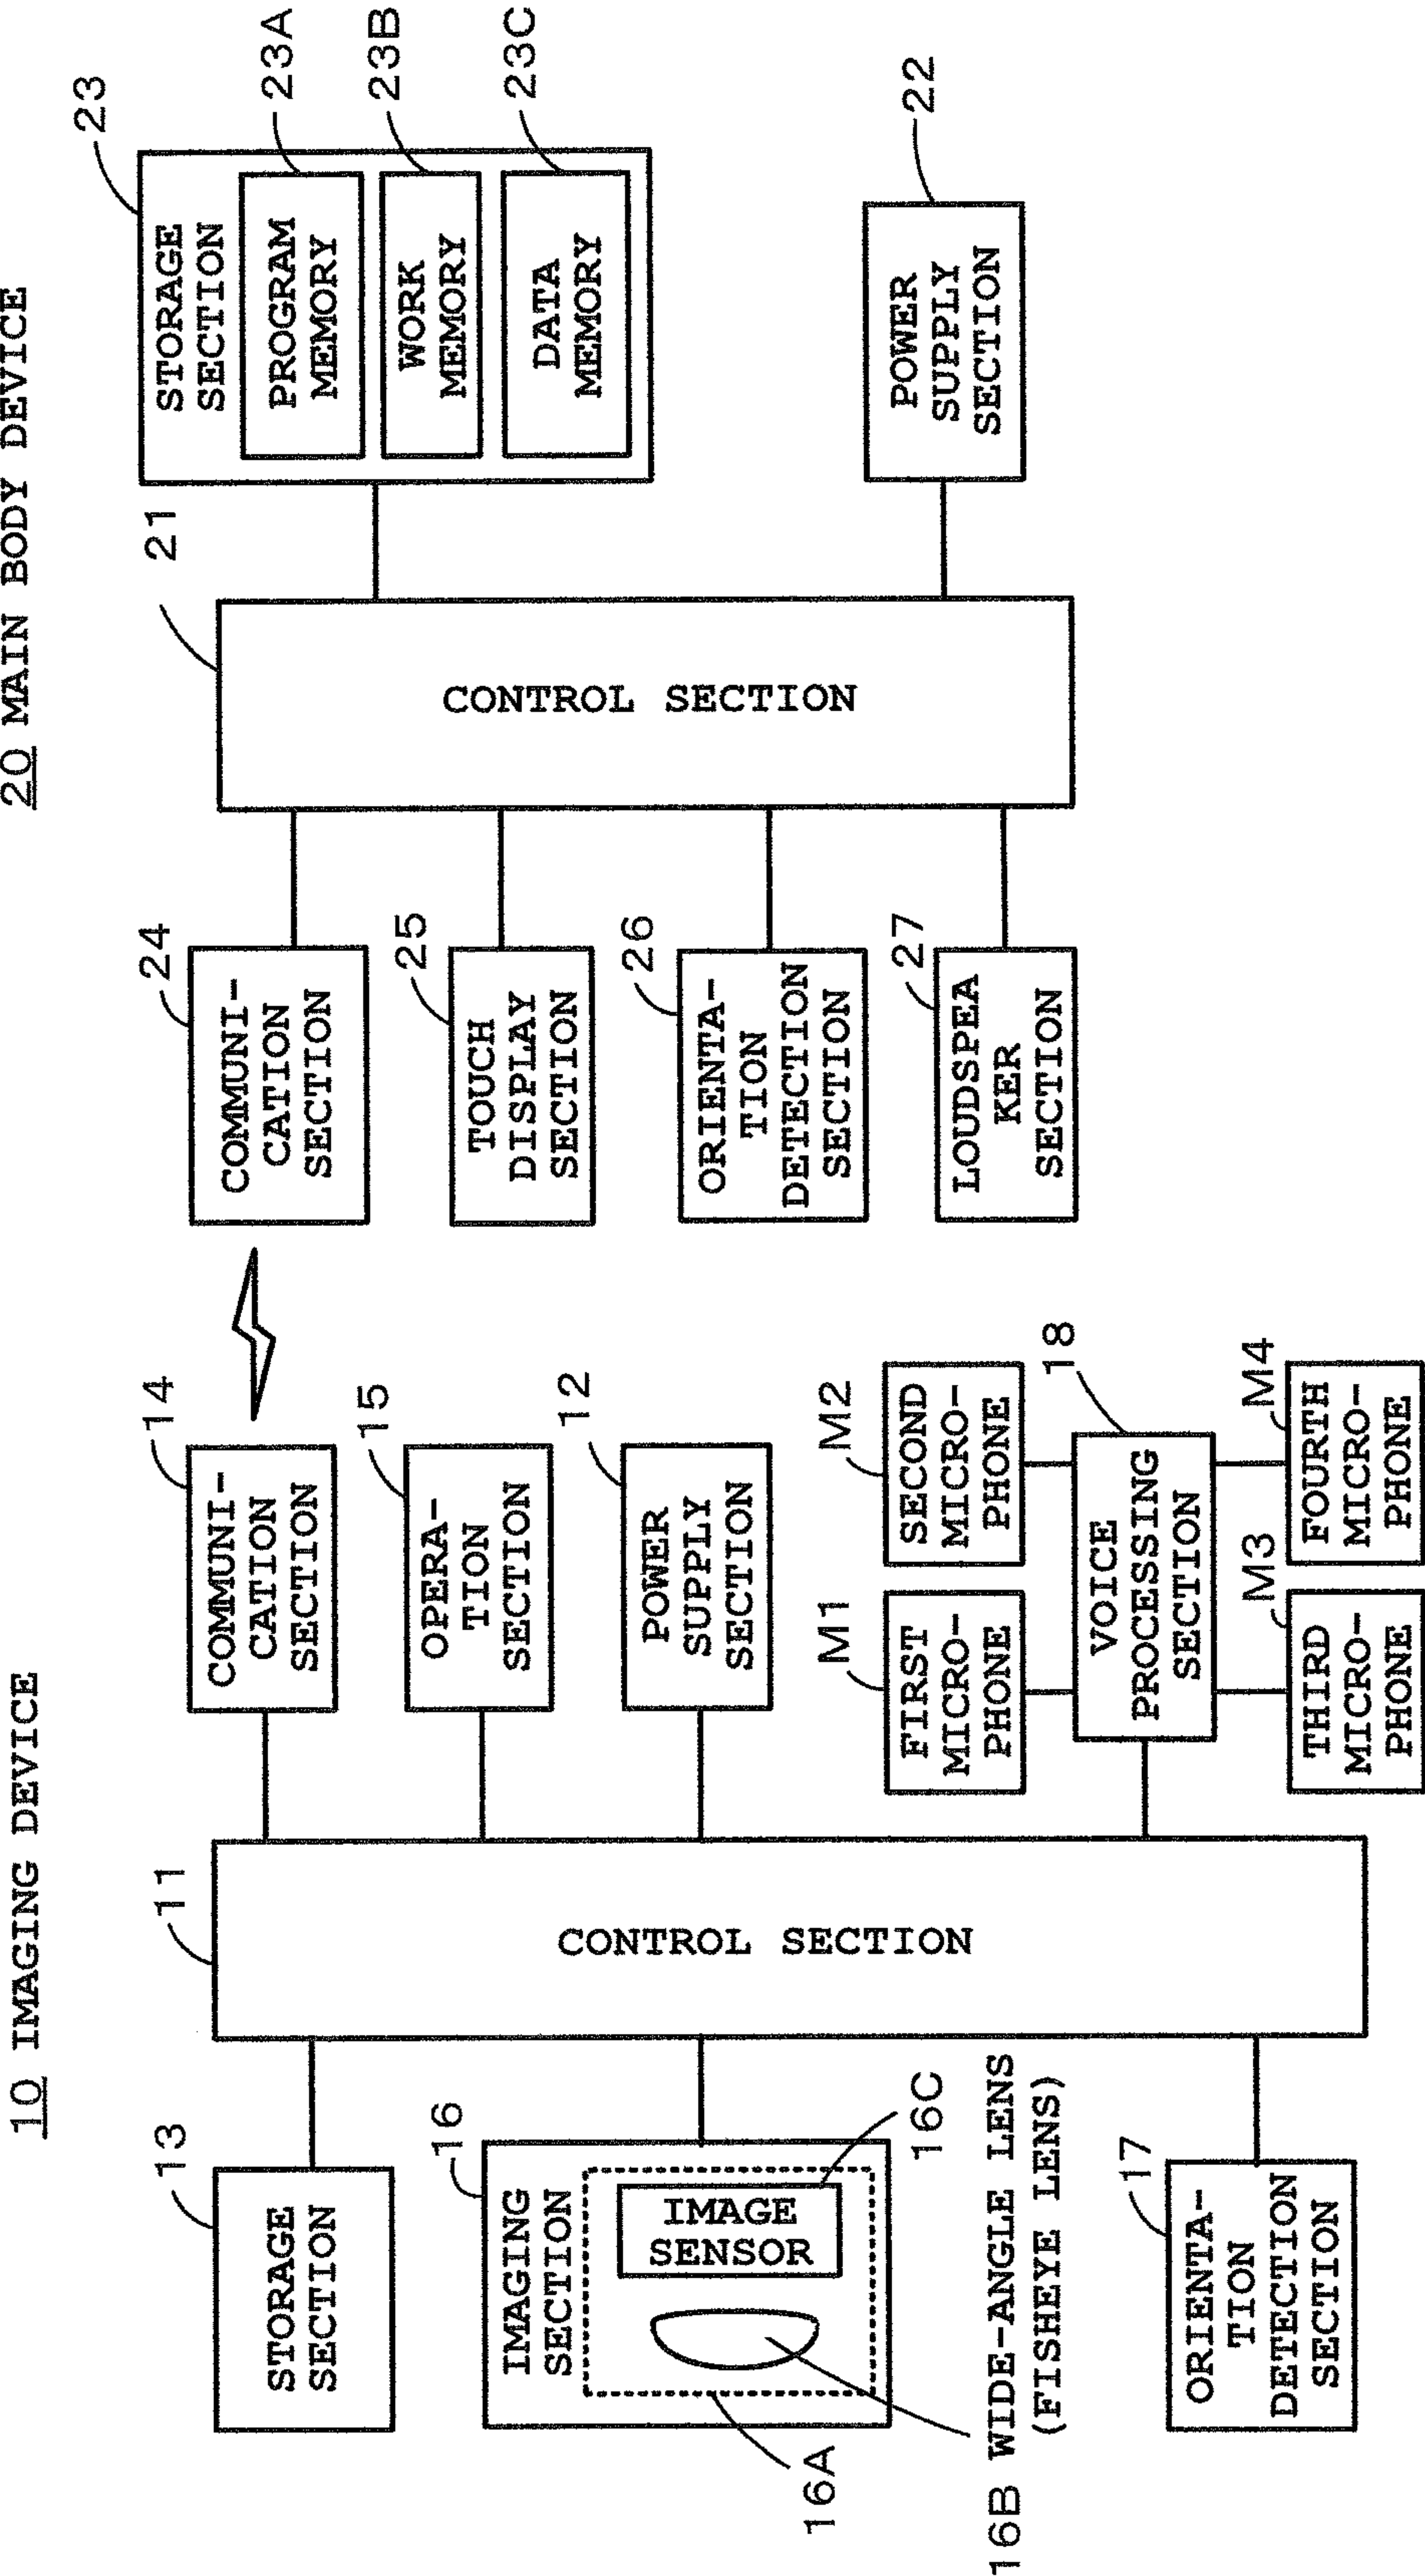 10 IMAGING DEVICE
13
STORAGE
SECTION
16
IMAGING
SECTION
IMAGE
SENSOR
16A
16C
16B WIDE-ANGLE LENS
(FISHEYE LENS)
17
ORIENTA-
TION
DETECTION
SECTION
11
CONTROL SECTION
14
COMMUNI-
CATION
SECTION
15
OPERA-
TION
SECTION
12
POWER
SUPPLY
SECTION
M1
FIRST
MICRO-
PHONE
M2
SECOND
MICRO-
PHONE
18
VOICE
PROCESSING
SECTION
M3
THIRD
MICRO-
PHONE
M4
FOURTH
MICRO-
PHONE
20 MAIN BODY DEVICE
24
COMMUNI-
CATION
SECTION
25
TOUCH
DISPLAY
SECTION
26
ORIENTA-
TION
DETECTION
SECTION
27
LOUDSPEA
KER
SECTION
21
CONTROL SECTION
23
STORAGE
SECTION
23A
PROGRAM
MEMORY
23B
WORK
MEMORY
23C
DATA
MEMORY
22
POWER
SUPPLY
SECTION